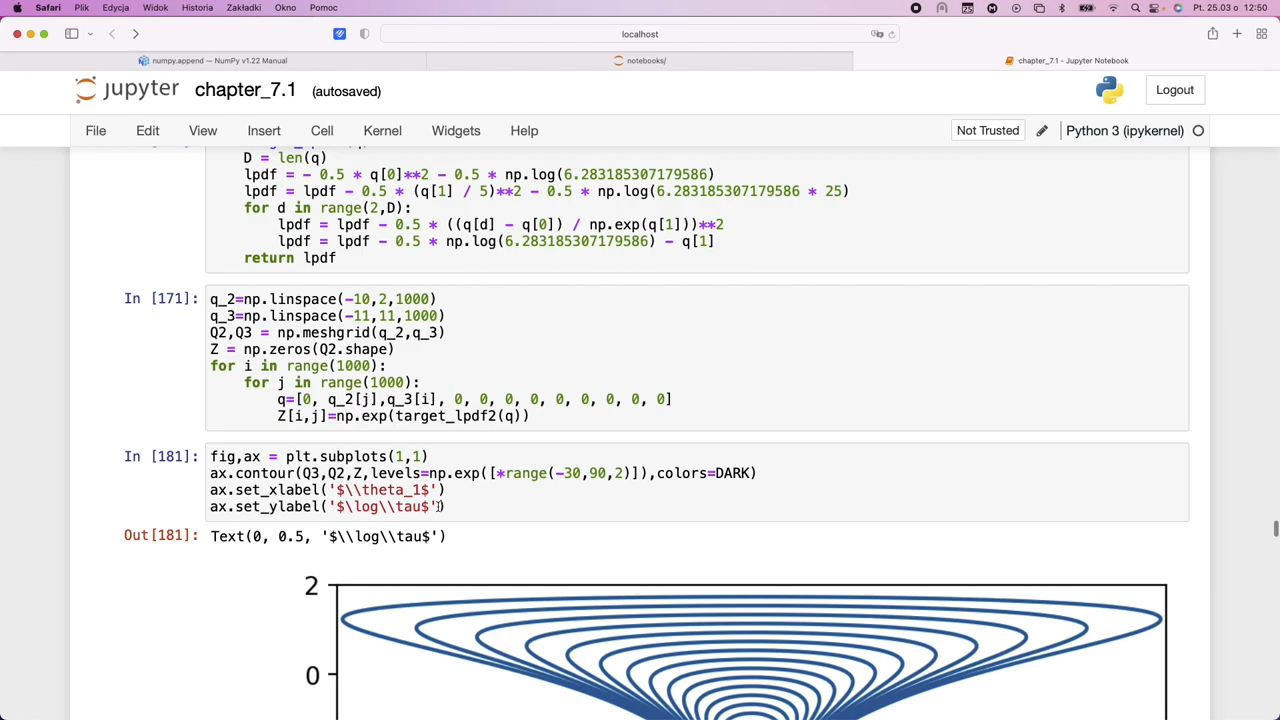 Safari Plik Edycja Widok Historia Zakładki Okno Pomoc Pt. 25.03 o 12:50
localhost
numpy.append — NumPy v1.22 Manual notebooks/ chapter_7.1 - Jupyter Notebook
jupyter chapter_7.1 (autosaved) Logout
File Edit View Insert Cell Kernel Widgets Help Not Trusted Python 3 (ipykernel)
D = len(q)
lpdf = - 0.5 * q[0]**2 - 0.5 * np.log(6.283185307179586)
lpdf = lpdf - 0.5 * (q[1] / 5)**2 - 0.5 * np.log(6.283185307179586 * 25)
for d in range(2,D):
lpdf = lpdf - 0.5 * ((q[d] - q[0]) / np.exp(q[1]))**2
lpdf = lpdf - 0.5 * np.log(6.283185307179586) - q[1]
return lpdf
In [171]: q_2=np.linspace(-10,2,1000)
q_3=np.linspace(-11,11,1000)
Q2,Q3 = np.meshgrid(q_2,q_3)
Z = np.zeros(Q2.shape)
for i in range(1000):
for j in range(1000):
q=[0, q_2[j],q_3[i], 0, 0, 0, 0, 0, 0, 0, 0, 0]
Z[i,j]=np.exp(target_lpdf2(q))
In [181]: fig,ax = plt.subplots(1,1)
ax.contour(Q3,Q2,Z,levels=np.exp([*range(-30,90,2)]),colors=DARK)
ax.set_xlabel('$\\theta_1$')
ax.set_ylabel('$\log\\tau$')
Out[181]: Text(0, 0.5, '$\\log\\tau$')
2
0